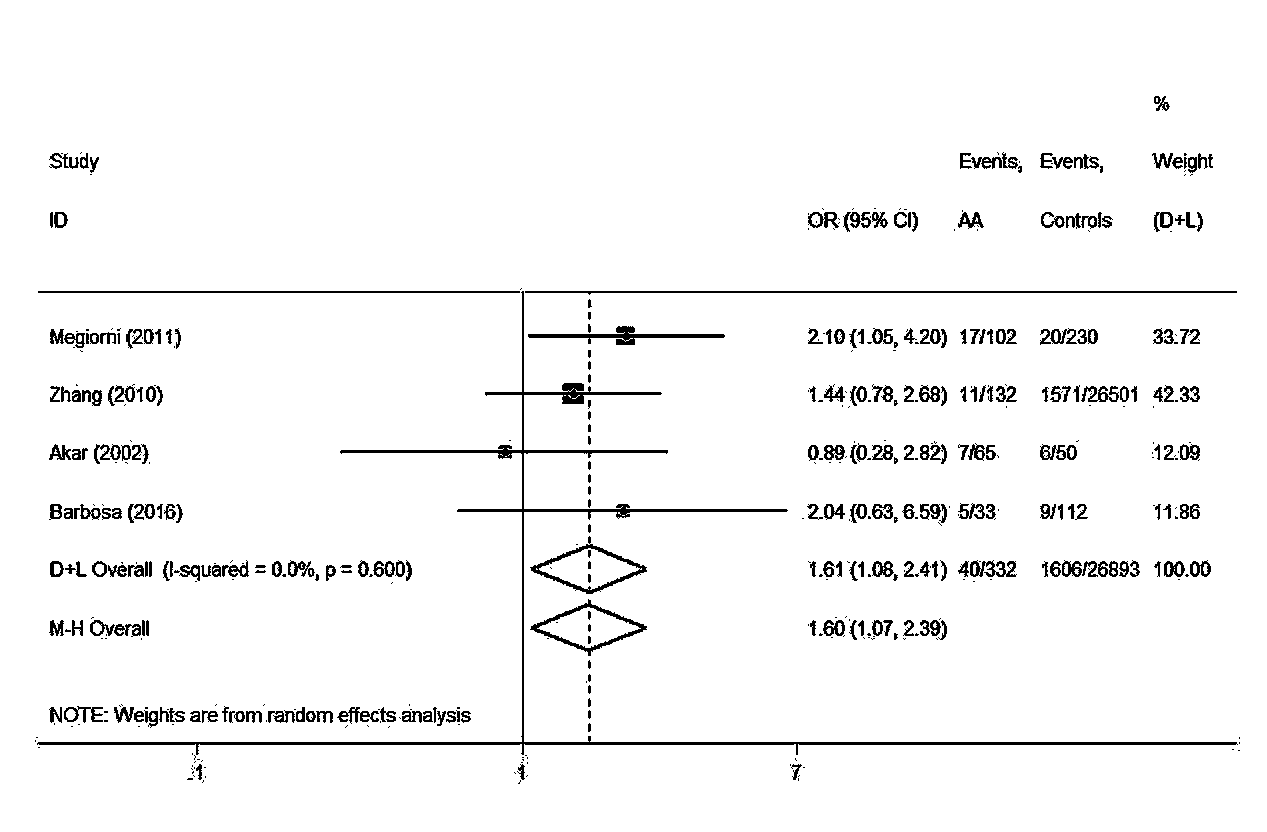 %
Study Events, Events, Weight
ID OR (95% CI) AA Controls (D+L)
Megiorni (2011) 2.10 (1.05, 4.20) 17/102 20/230 33.72
Zhang (2010) 1.44 (0.78, 2.68) 11/132 1571/26501 42.33
Akar (2002) 0.89 (0.28, 2.82) 7/65 6/50 12.09
Barbosa (2016) 2.04 (0.63, 6.59) 5/33 9/112 11.86
D+L Overall (I-squared = 0.0%, p = 0.600) 1.61 (1.08, 2.41) 40/332 1606/26893 100.00
M-H Overall 1.60 (1.07, 2.39)
NOTE: Weights are from random effects analysis
.1 1 7